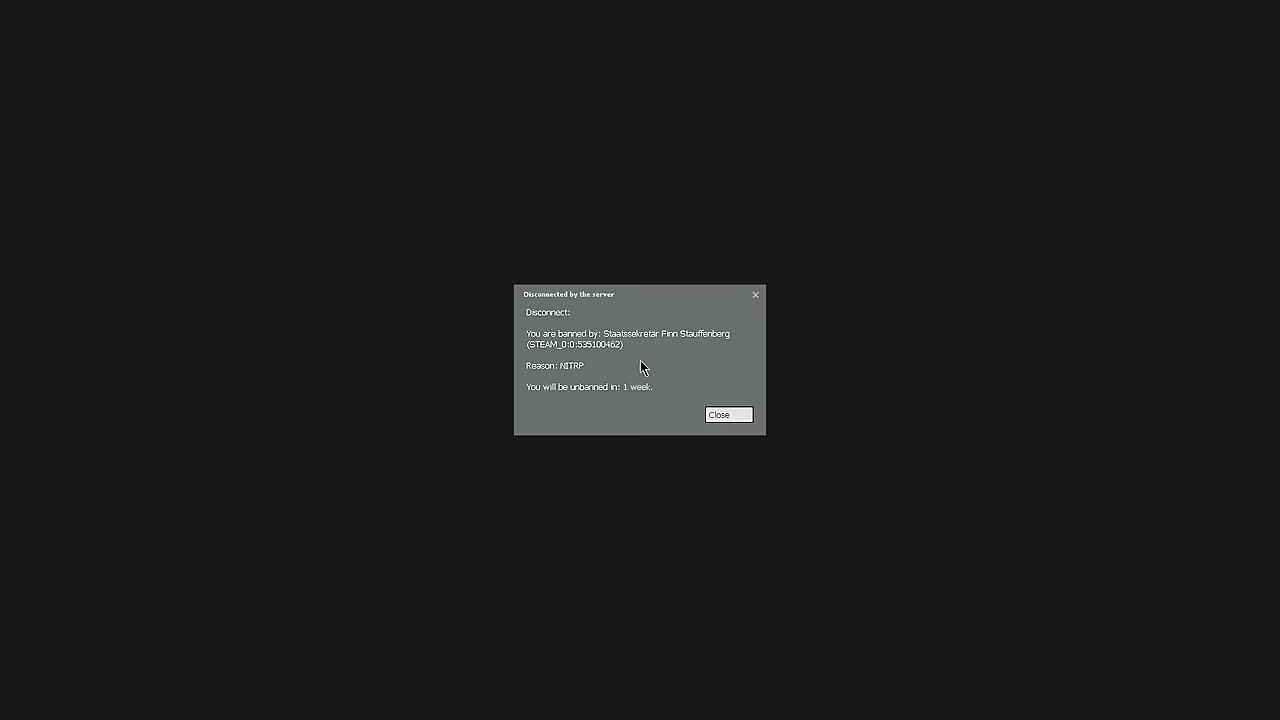 Disconnected by the server
Disconnect:
You are banned by: Staatssekretär Finn Stauffenberg
(STEAM_0:0:535100462)
Reason: NITRP
You will be unbanned in: 1 week.
Close